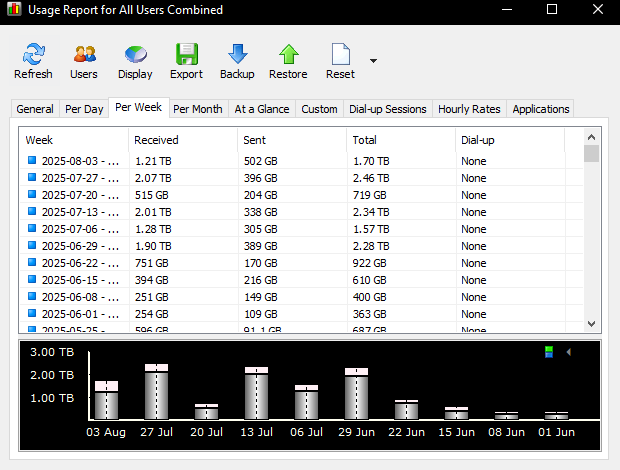 Usage Report for All Users Combined
Refresh Users Display Export Backup Restore Reset
General Per Day Per Week Per Month At a Glance Custom Dial-up Sessions Hourly Rates Applications
Week Received Sent Total Dial-up
2025-08-03 - ... 1.21 TB 502 GB 1.70 TB None
2025-07-27 - ... 2.07 TB 396 GB 2.46 TB None
2025-07-20 - ... 515 GB 204 GB 719 GB None
2025-07-13 - ... 2.01 TB 338 GB 2.34 TB None
2025-07-06 - ... 1.28 TB 305 GB 1.57 TB None
2025-06-29 - ... 1.90 TB 389 GB 2.28 TB None
2025-06-22 - ... 751 GB 170 GB 922 GB None
2025-06-15 - ... 394 GB 216 GB 610 GB None
2025-06-08 - ... 251 GB 149 GB 400 GB None
2025-06-01 - ... 254 GB 109 GB 363 GB None
2025-05-25 - ... 596 GB 91.1 GB 687 GB None
3.00 TB
2.00 TB
1.00 TB
03 Aug 27 Jul 20 Jul 13 Jul 06 Jul 29 Jun 22 Jun 15 Jun 08 Jun 01 Jun